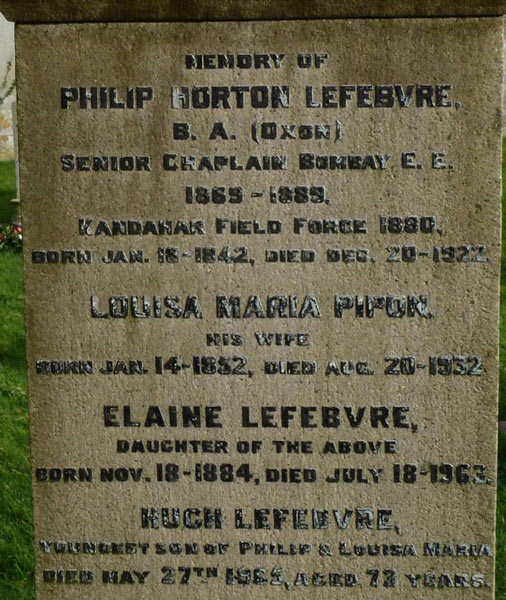 MEMORY OF
PHILIP HORTON LEFEBVRE,
B. A. (OXON)
SENIOR CHAPLAIN BOMBAY E. E.
1869-1889,
KANDAHAR FIELD FORCE 1880,
BORN JAN. 18-1842, DIED DEC. 20-1922.
LOUISA MARIA PIPON.
HIS WIFE
BORN JAN. 14-1852, DIED AUG. 20-1932
ELAINE LEFEBVRE,
DAUGHTER OF THE ABOVE
BORN NOV. 18-1884, DIED JULY 18-1963.
HUGH LEFEBVRE,
YOUNGEST SON OF PHILIP & LOUISA MARIA
DIED MAY 27TH 1965, AGED 72 YEARS.